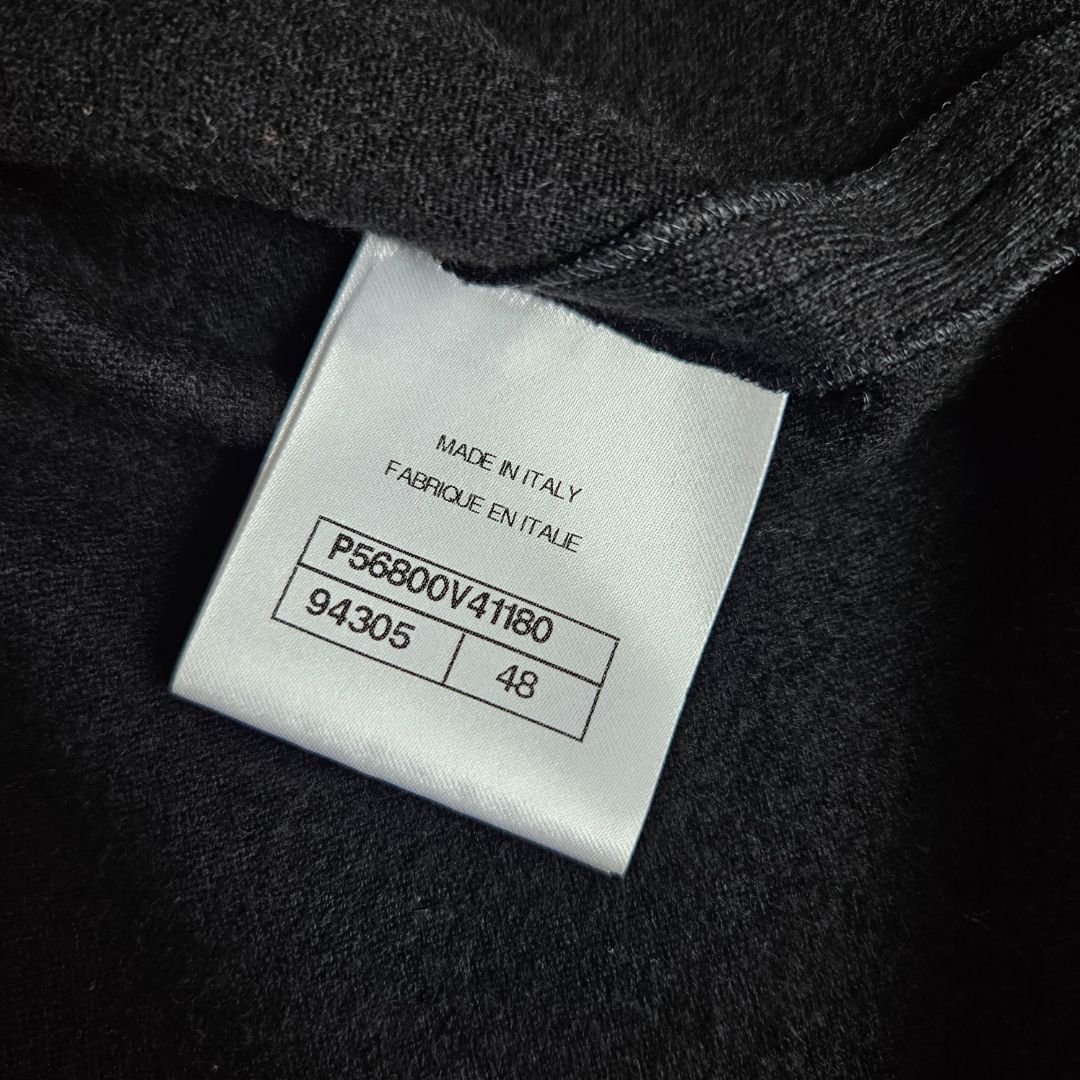 MADE IN ITALY
FABRIQUE EN ITALIE
P56800V41180
94305 48